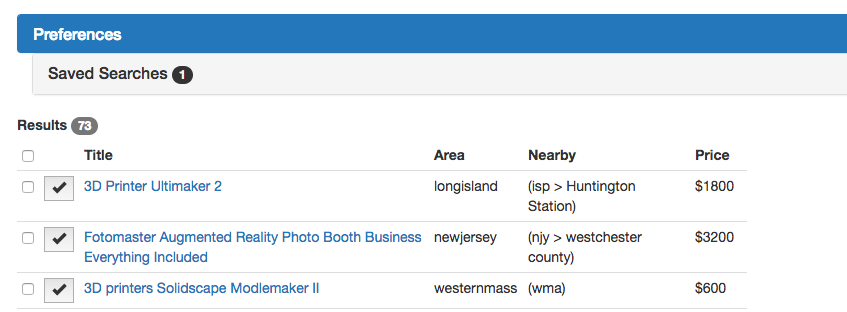 Preferences
Saved Searches 1
Results 73
Title Area Nearby Price
3D Printer Ultimaker 2 longisland (isp > Huntington $1800
Station)
Fotomaster Augmented Reality Photo Booth Business newjersey (njy > westchester $3200
Everything Included county)
3D printers Solidscape Modlemaker II westernmass (wma) $600